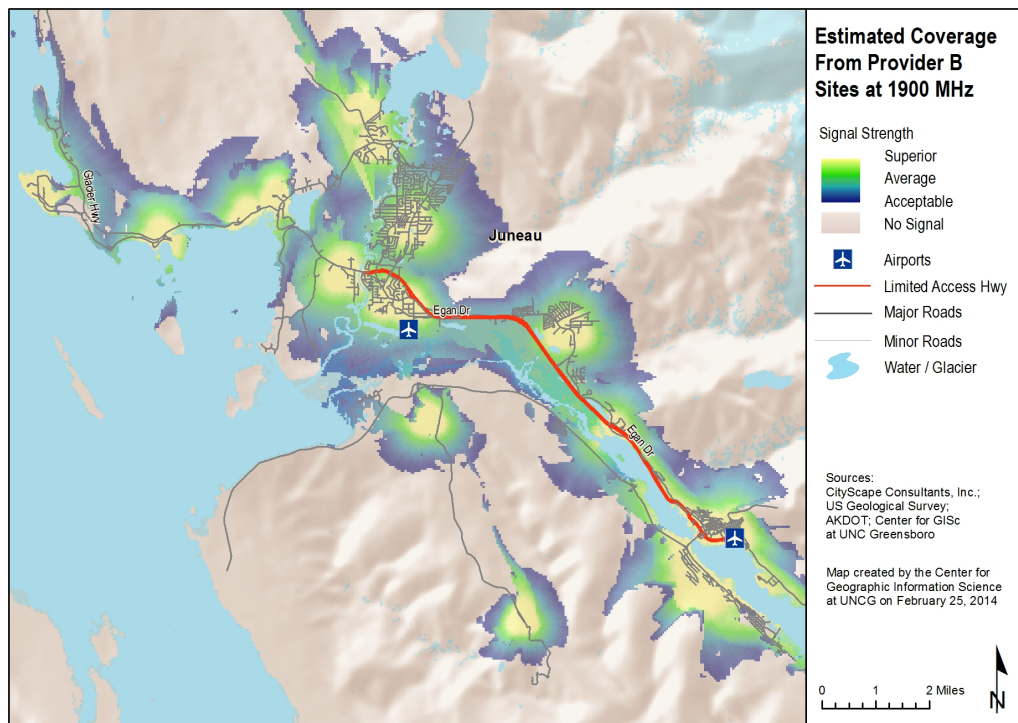 Estimated Coverage
From Provider B
Sites at 1900 MHz
Signal Strength
Superior
Average
Acceptable
No Signal
Airports
Limited Access Hwy
Major Roads
Minor Roads
Water / Glacier
Glacier Hwy
Juneau
Egan Dr
Egan Dr
Sources:
CityScape Consultants, Inc.;
US Geological Survey;
AKDOT; Center for GISc
at UNC Greensboro
Map created by the Center for
Geographic Information Science
at UNCG on February 25, 2014
0 1 2 Miles
N